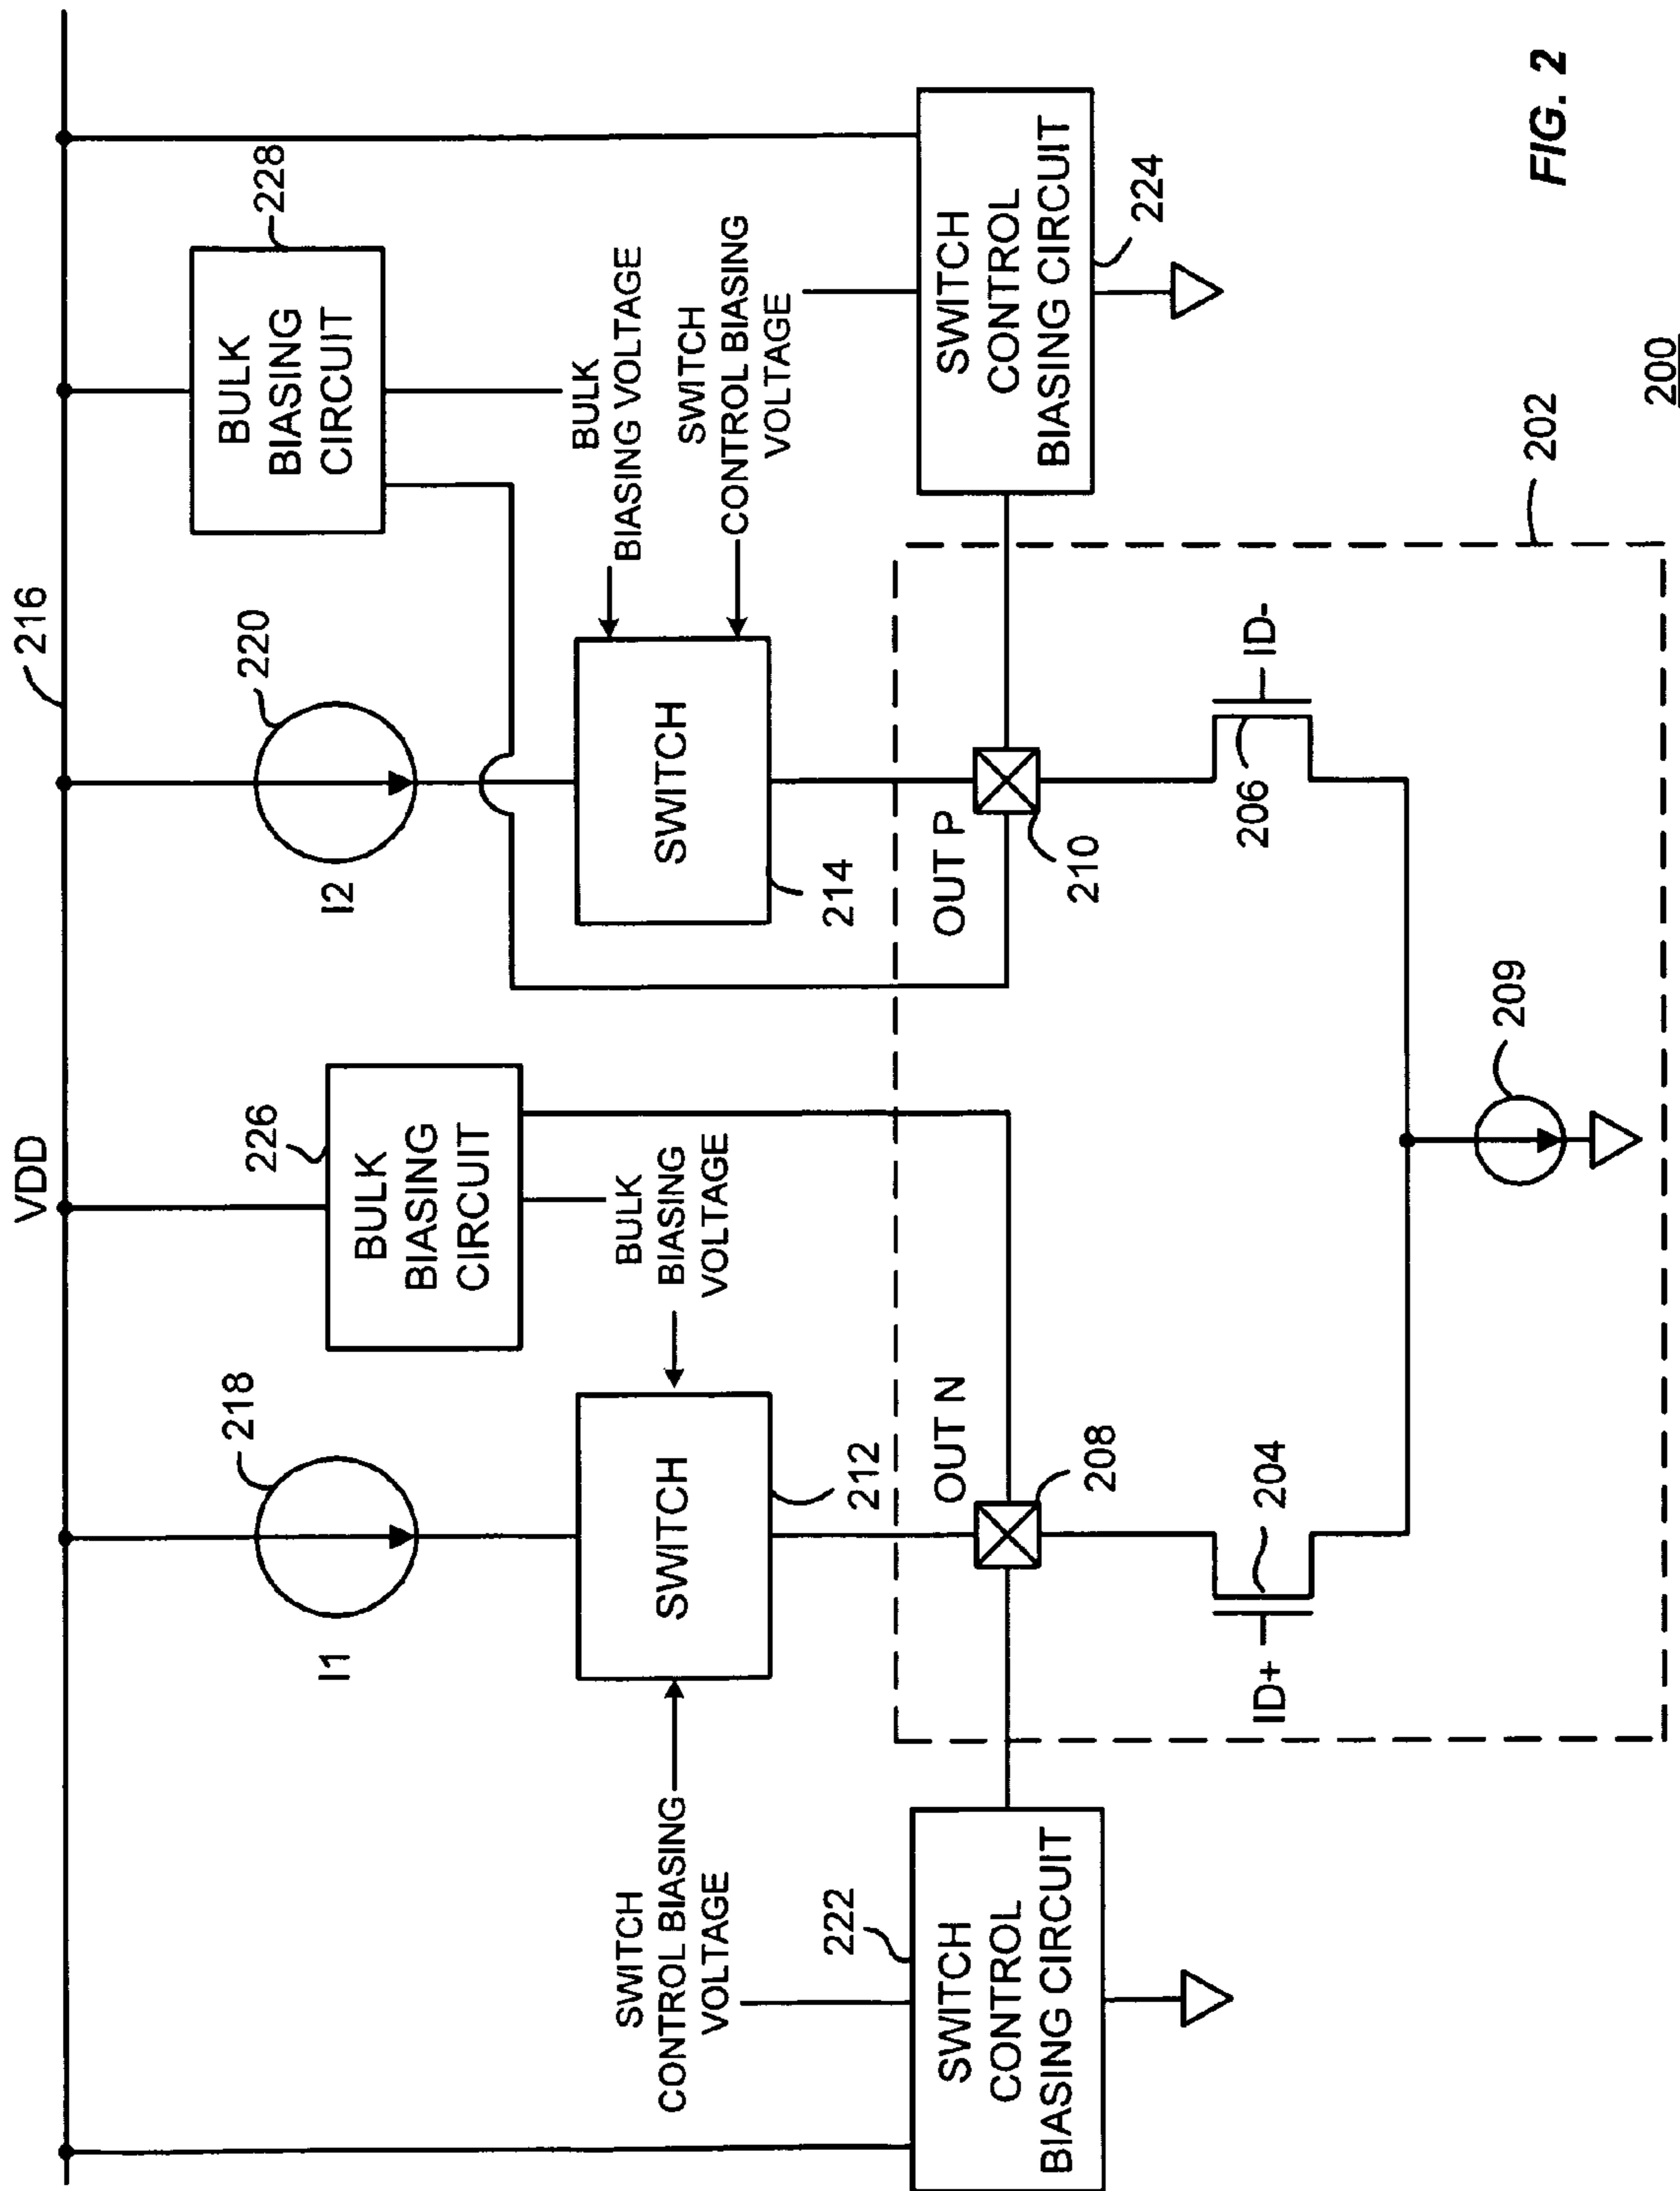 VDD
216
I1
218
226
BULK
BIASING
CIRCUIT
I2
220
BULK
BIASING
CIRCUIT
228
SWITCH
CONTROL BIASING
VOLTAGE
SWITCH
212
BULK
BIASING
VOLTAGE
SWITCH
214
BULK
BIASING VOLTAGE
SWITCH
CONTROL BIASING
VOLTAGE
222
SWITCH
CONTROL
BIASING CIRCUIT
OUT N
208
OUT P
210
SWITCH
CONTROL
BIASING CIRCUIT
224
ID+
204
206
ID-
209
202
200
FIG. 2